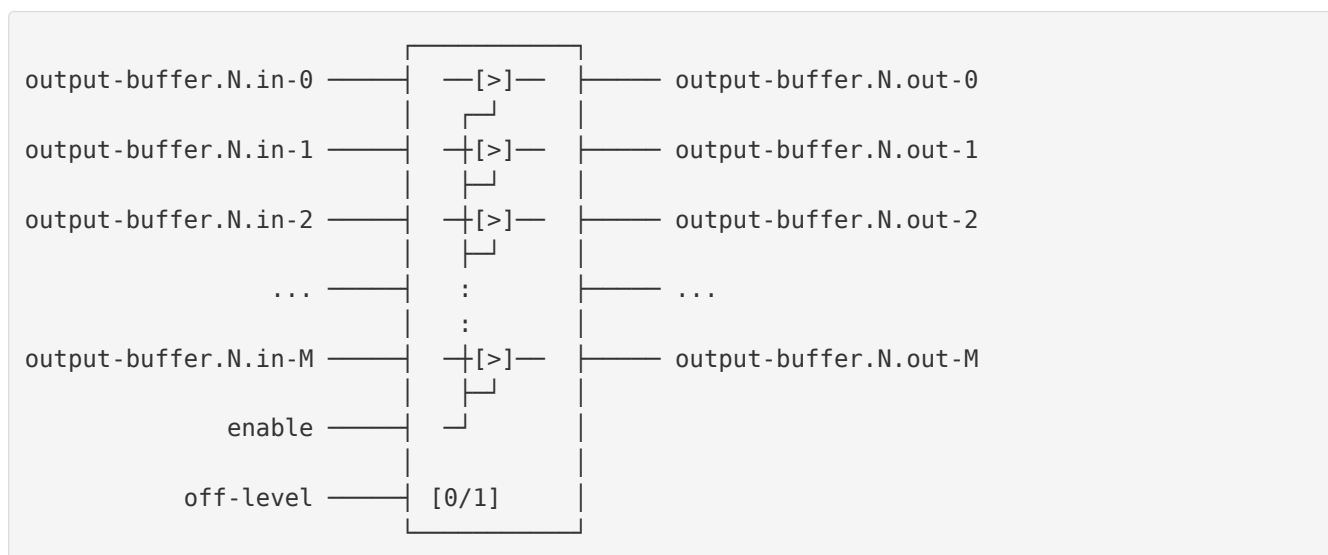 output-buffer.N.in-0 ──────┤ ──[>]── ├────── output-buffer.N.out-0
output-buffer.N.in-1 ──────┤ ─┼[>]── ├────── output-buffer.N.out-1
output-buffer.N.in-2 ──────┤ ─┼[>]── ├────── output-buffer.N.out-2
... ──────┤ : ├────── ...
:
output-buffer.N.in-M ──────┤ ─┼[>]── ├────── output-buffer.N.out-M
enable ──────┤ ─┘
off-level ──────┤ [0/1]